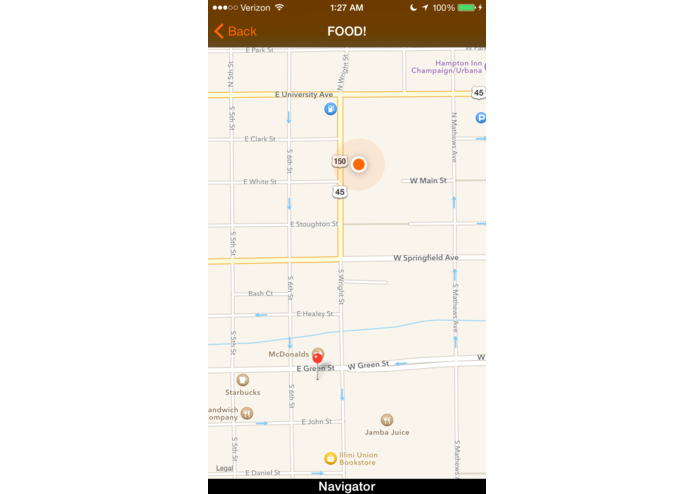 Verizon 1:27 AM 100%
Back FOOD!
E Park St
N 5th St
N Wright St
Hampton Inn
Champaign/Urbana
E University Ave
45
S 5th St
S 6th St
N Mathews Ave
P
E Clark St
150
E White St
W Main St
45
E Stoughton St
S 5th St
W Springfield Ave
Bash Ct
S 6th St
S Wright St
S Mathews Ave
E Healey St
S 5th St
McDonalds
E Green St
W Green St
W
Starbucks
S 6th St
andwich
ompany
E John St
Jamba Juice
S 5th St
S Mathews Ave
Illini Union
Bookstore
Legal
E Daniel St
Navigator